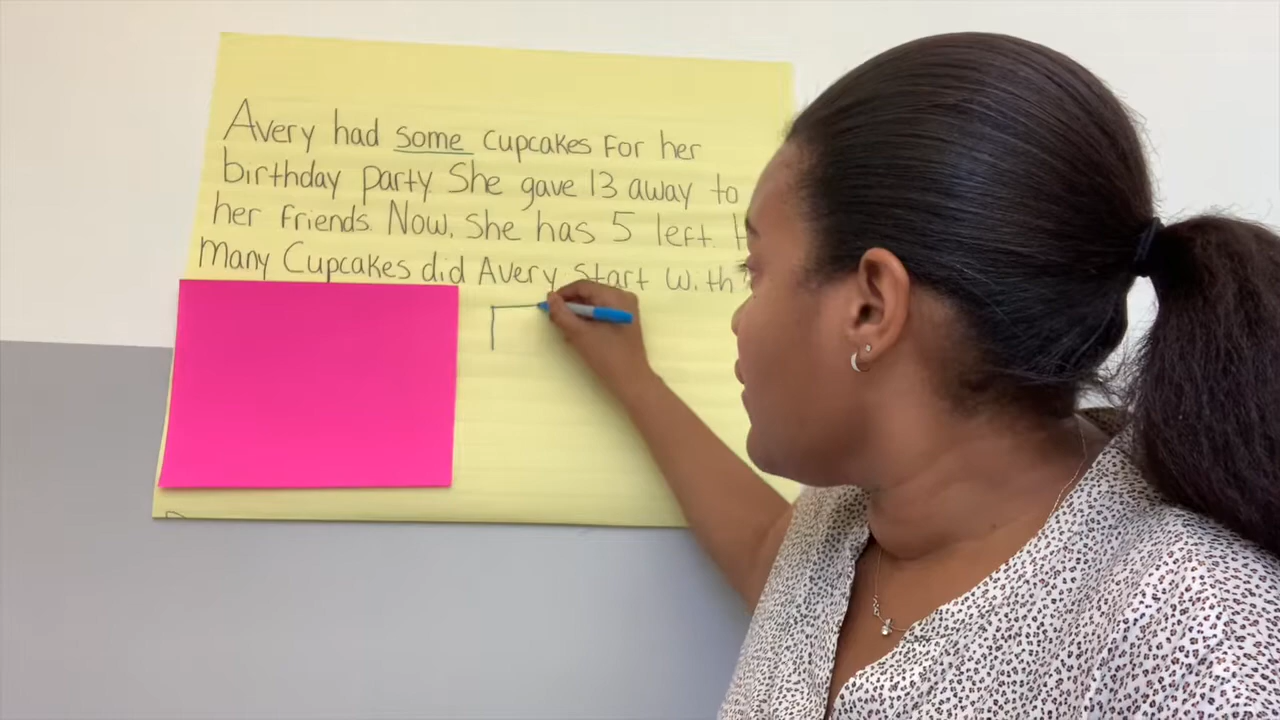 Avery had some cupcakes For her
birthday party She gave 13 away to
her Friends. Now, She has 5 left.
Many Cupcakes did Avery Start with?